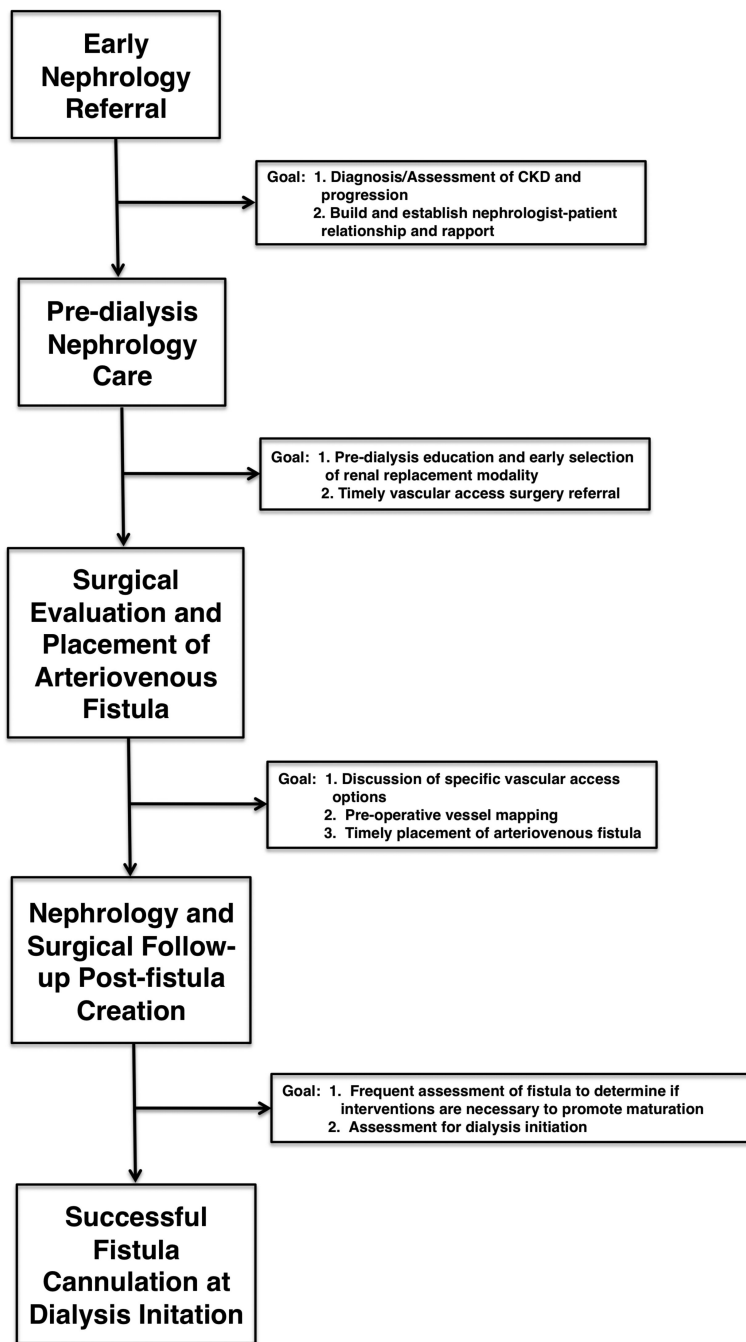 Early
Nephrology
Referral
Goal: 1. Diagnosis/Assessment of CKD and
progression
2. Build and establish nephrologist-patient
relationship and rapport
Pre-dialysis
Nephrology
Care
Goal: 1. Pre-dialysis education and early selection
of renal replacement modality
2. Timely vascular access surgery referral
Surgical
Evaluation and
Placement of
Arteriovenous
Fistula
Goal: 1. Discussion of specific vascular access
options
2. Pre-operative vessel mapping
3. Timely placement of arteriovenous fistula
Nephrology and
Surgical Follow-
up Post-fistula
Creation
Goal: 1. Frequent assessment of fistula to determine if
interventions are necessary to promote maturation
2. Assessment for dialysis initiation
Successful
Fistula
Cannulation at
Dialysis Initation